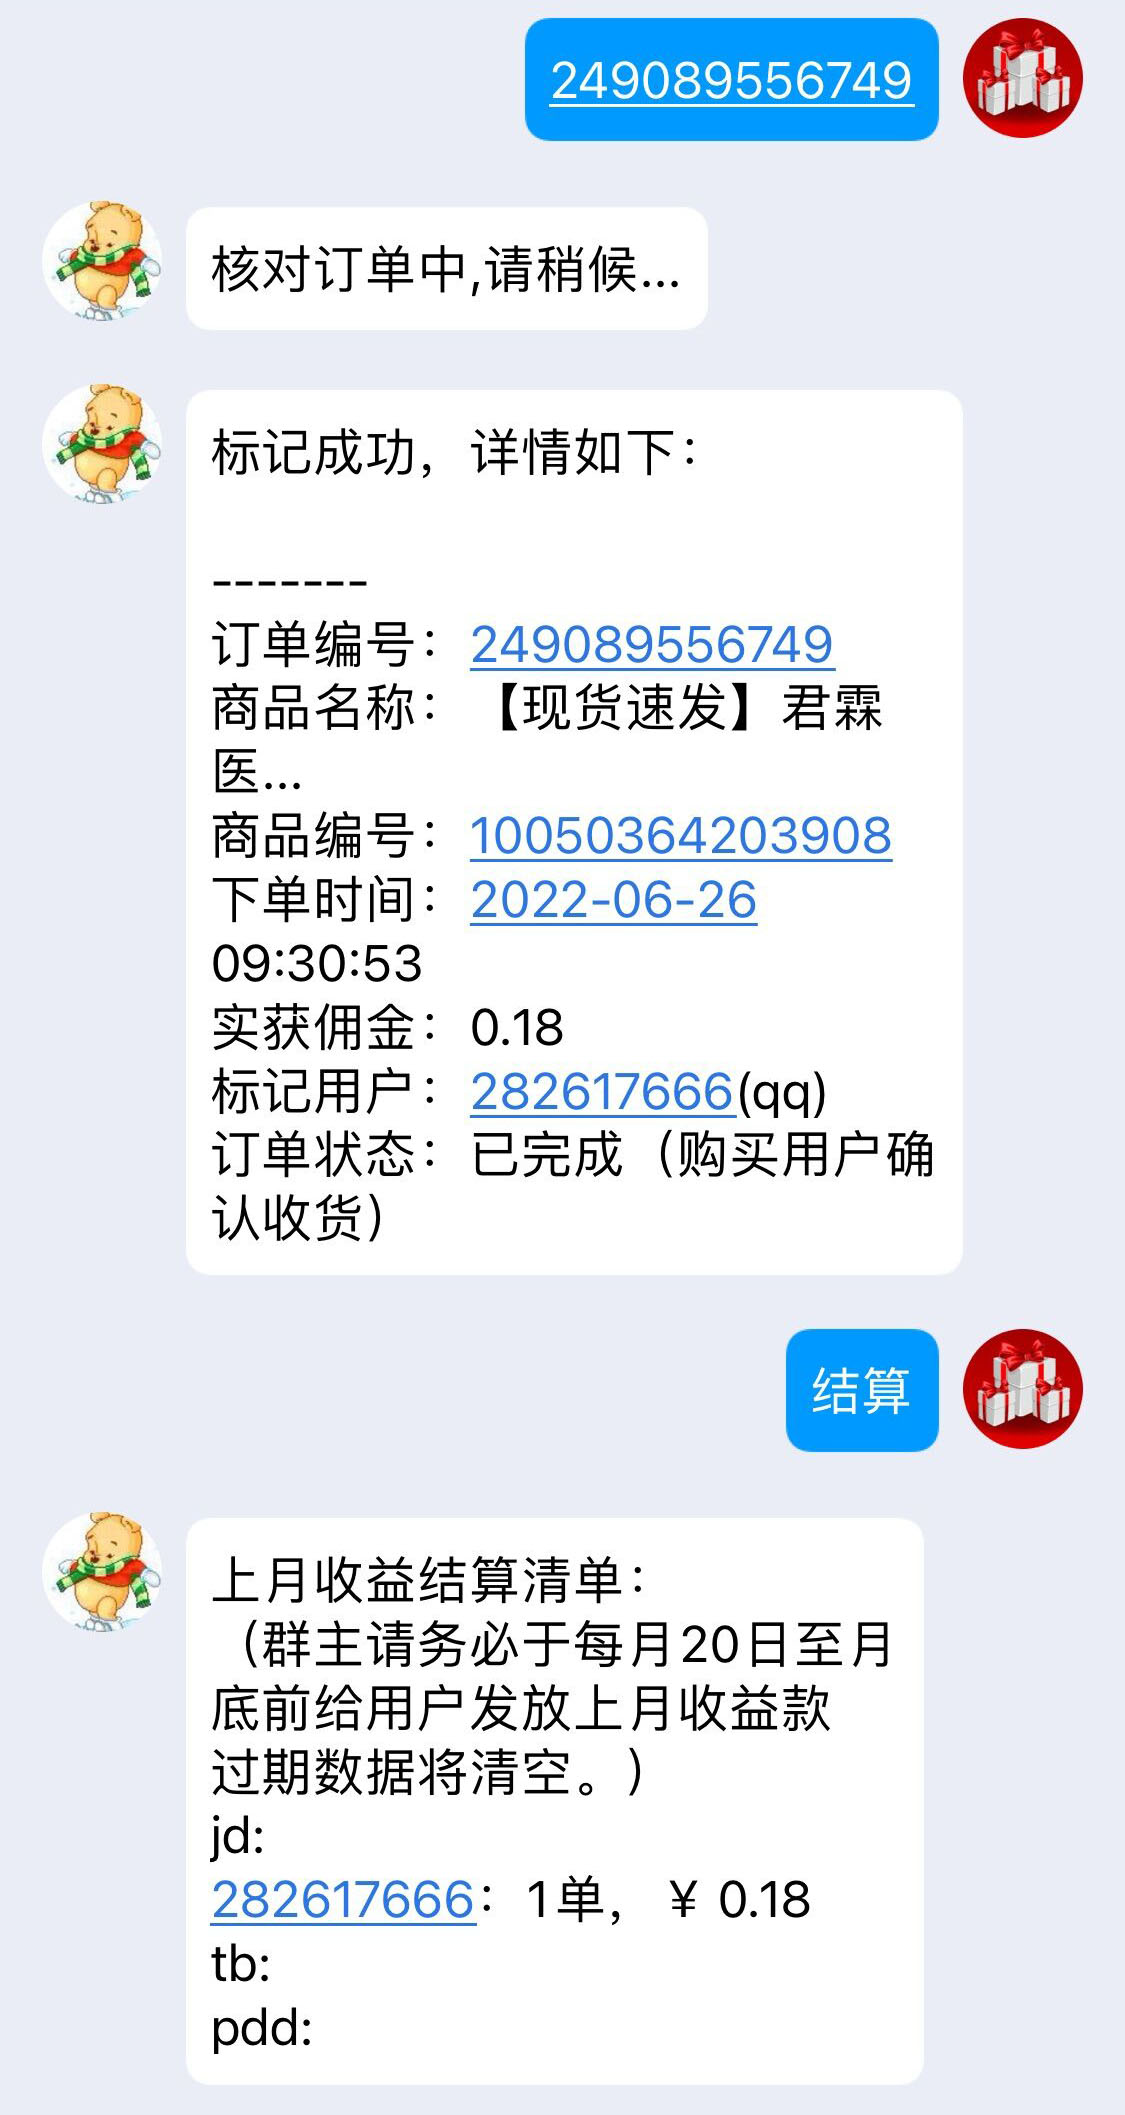 249089556749
核对订单中,请稍候...
标记成功，详情如下：
-------
订单编号：249089556749
商品名称：【现货速发】君霖
医...
商品编号：10050364203908
下单时间：2022-06-26
09:30:53
实获佣金：0.18
标记用户：282617666(qq)
订单状态：已完成（购买用户确
认收货）
结算
上月收益结算清单：
（群主请务必于每月20日至月
底前给用户发放上月收益款
过期数据将清空。）
jd:
282617666：1单，￥0.18
tb:
pdd: